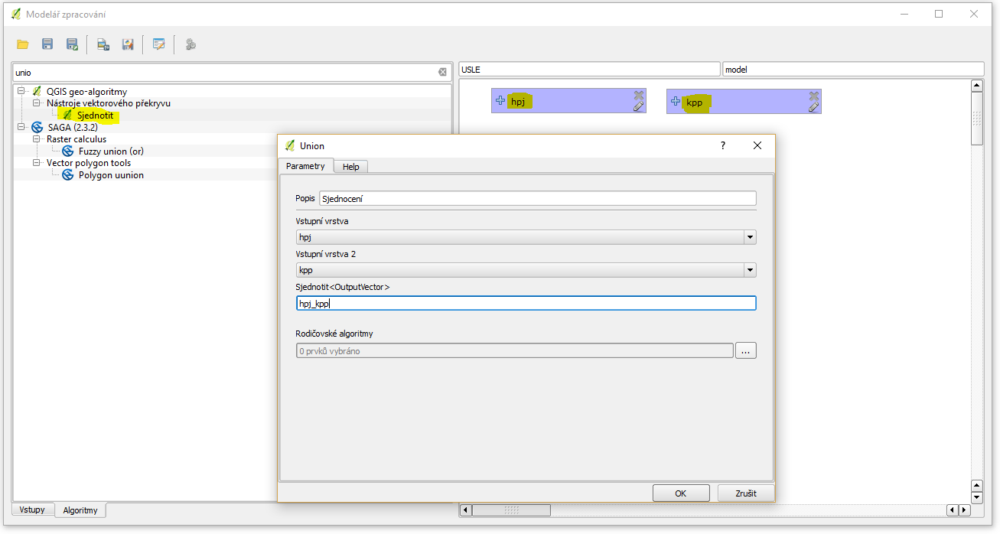 Modelář zpracování
unio
USLE
model
QGIS geo-algoritmy
Nástroje vektorového překryvu
Sjednotit
SAGA (2.3.2)
Raster calculus
Fuzzy union (or)
Vector polygon tools
Polygon uunion
hpj
kpp
Union
?
Parametry
Help
Popis
Sjednocení
Vstupní vrstva
hpj
Vstupní vrstva 2
kpp
Sjednotit<OutputVector>
hpj_kpp
Rodičovské algoritmy
0 prvků vybráno
...
OK
Zrušit
Vstupy
Algoritmy